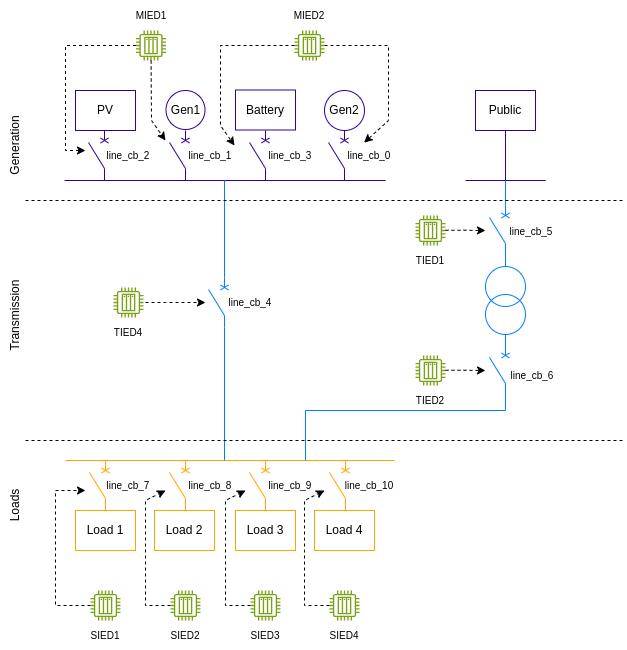 MIED1
MIED2
Generation
PV
Gen1
Battery
Gen2
Public
line_cb_2
line_cb_1
line_cb_3
line_cb_0
line_cb_5
TIED1
Transmission
line_cb_4
TIED4
line_cb_6
TIED2
Loads
line_cb_7
line_cb_8
line_cb_9
line_cb_10
Load 1
Load 2
Load 3
Load 4
SIED1
SIED2
SIED3
SIED4